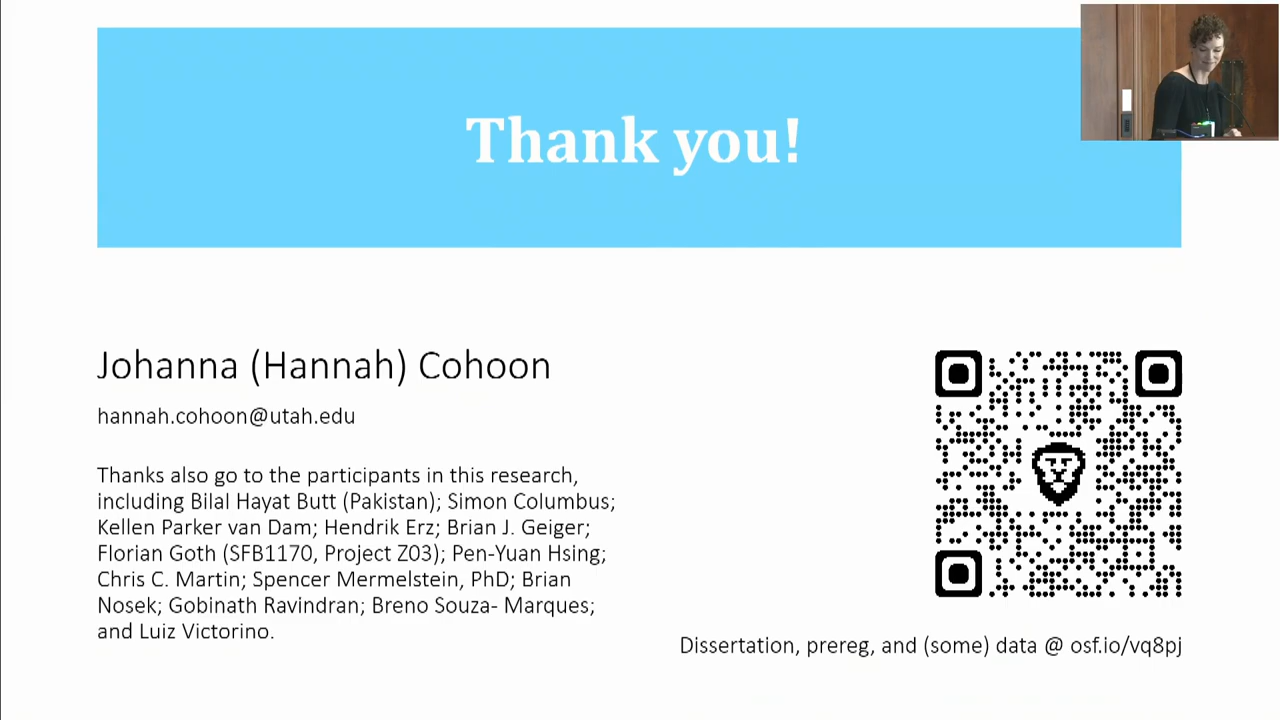 Thank you!
Johanna (Hannah) Cohoon
hannah.cohoon@utah.edu
Thanks also go to the participants in this research,
including Bilal Hayat Butt (Pakistan); Simon Columbus;
Kellen Parker van Dam; Hendrik Erz; Brian J. Geiger;
Florian Goth (SFB1170, Project Z03); Pen-Yuan Hsing;
Chris C. Martin; Spencer Mermelstein, PhD; Brian
Nosek; Gobinath Ravindran; Breno Souza- Marques;
and Luiz Victorino.
Dissertation, prereg, and (some) data @ osf.io/vq8pj